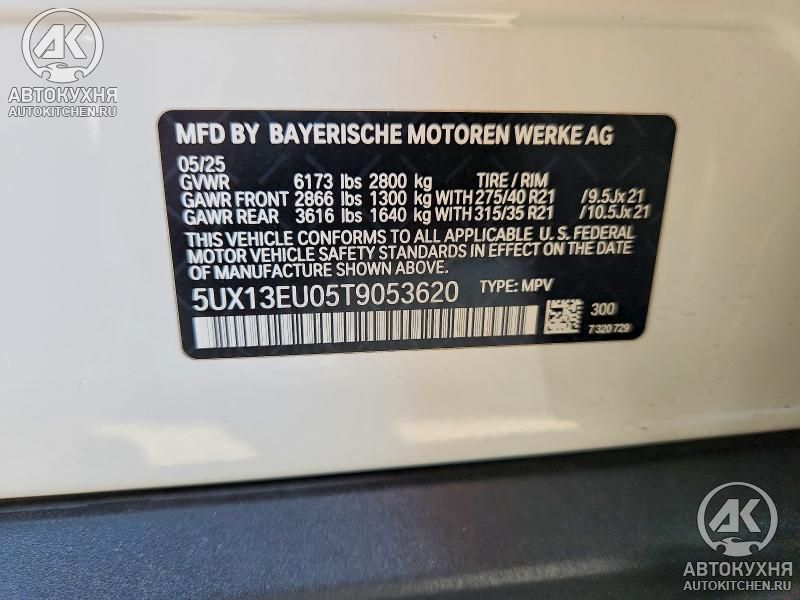 АК
АВТОКУХНЯ
AUTOKITCHEN.RU
MFD BY BAYERISCHE MOTOREN WERKE AG
05/25
GVWR 6173 lbs 2800 kg TIRE / RIM
GAWR FRONT 2866 lbs 1300 kg WITH 275/40 R21 /9.5Jx21
GAWR REAR 3616 lbs 1640 kg WITH 315/35 R21 /10.5Jx21
THIS VEHICLE CONFORMS TO ALL APPLICABLE U.S. FEDERAL
MOTOR VEHICLE SAFETY STANDARDS IN EFFECT ON THE DATE
OF MANUFACTURE SHOWN ABOVE.
5UX13EU05T9053620 TYPE: MPV
300
7 320 729
АК
АВТОКУХНЯ
AUTOKITCHEN.RU